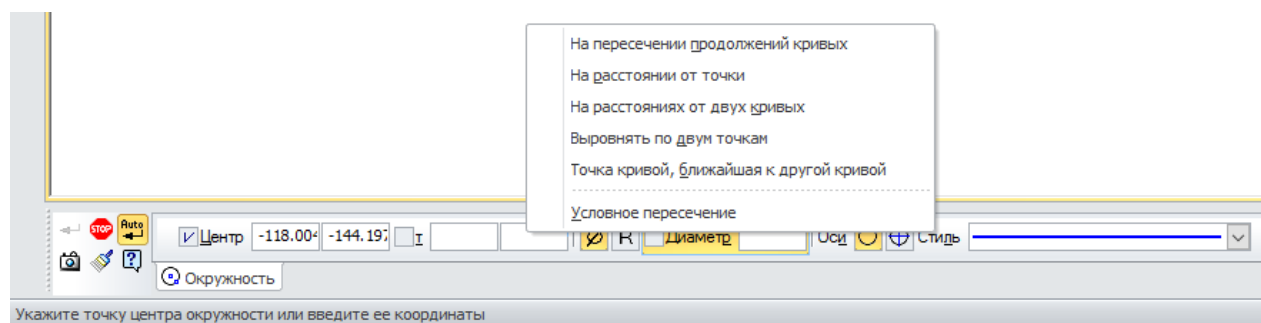 На пересечении продолжений кривых
На расстоянии от точки
На расстояниях от двух кривых
Выровнять по двум точкам
Точка кривой, ближайшая к другой кривой
Условное пересечение
STOP Auto Центр -118.004 -144.197 т R Диаметр Оси Стиль
Окружность
Укажите точку центра окружности или введите ее координаты